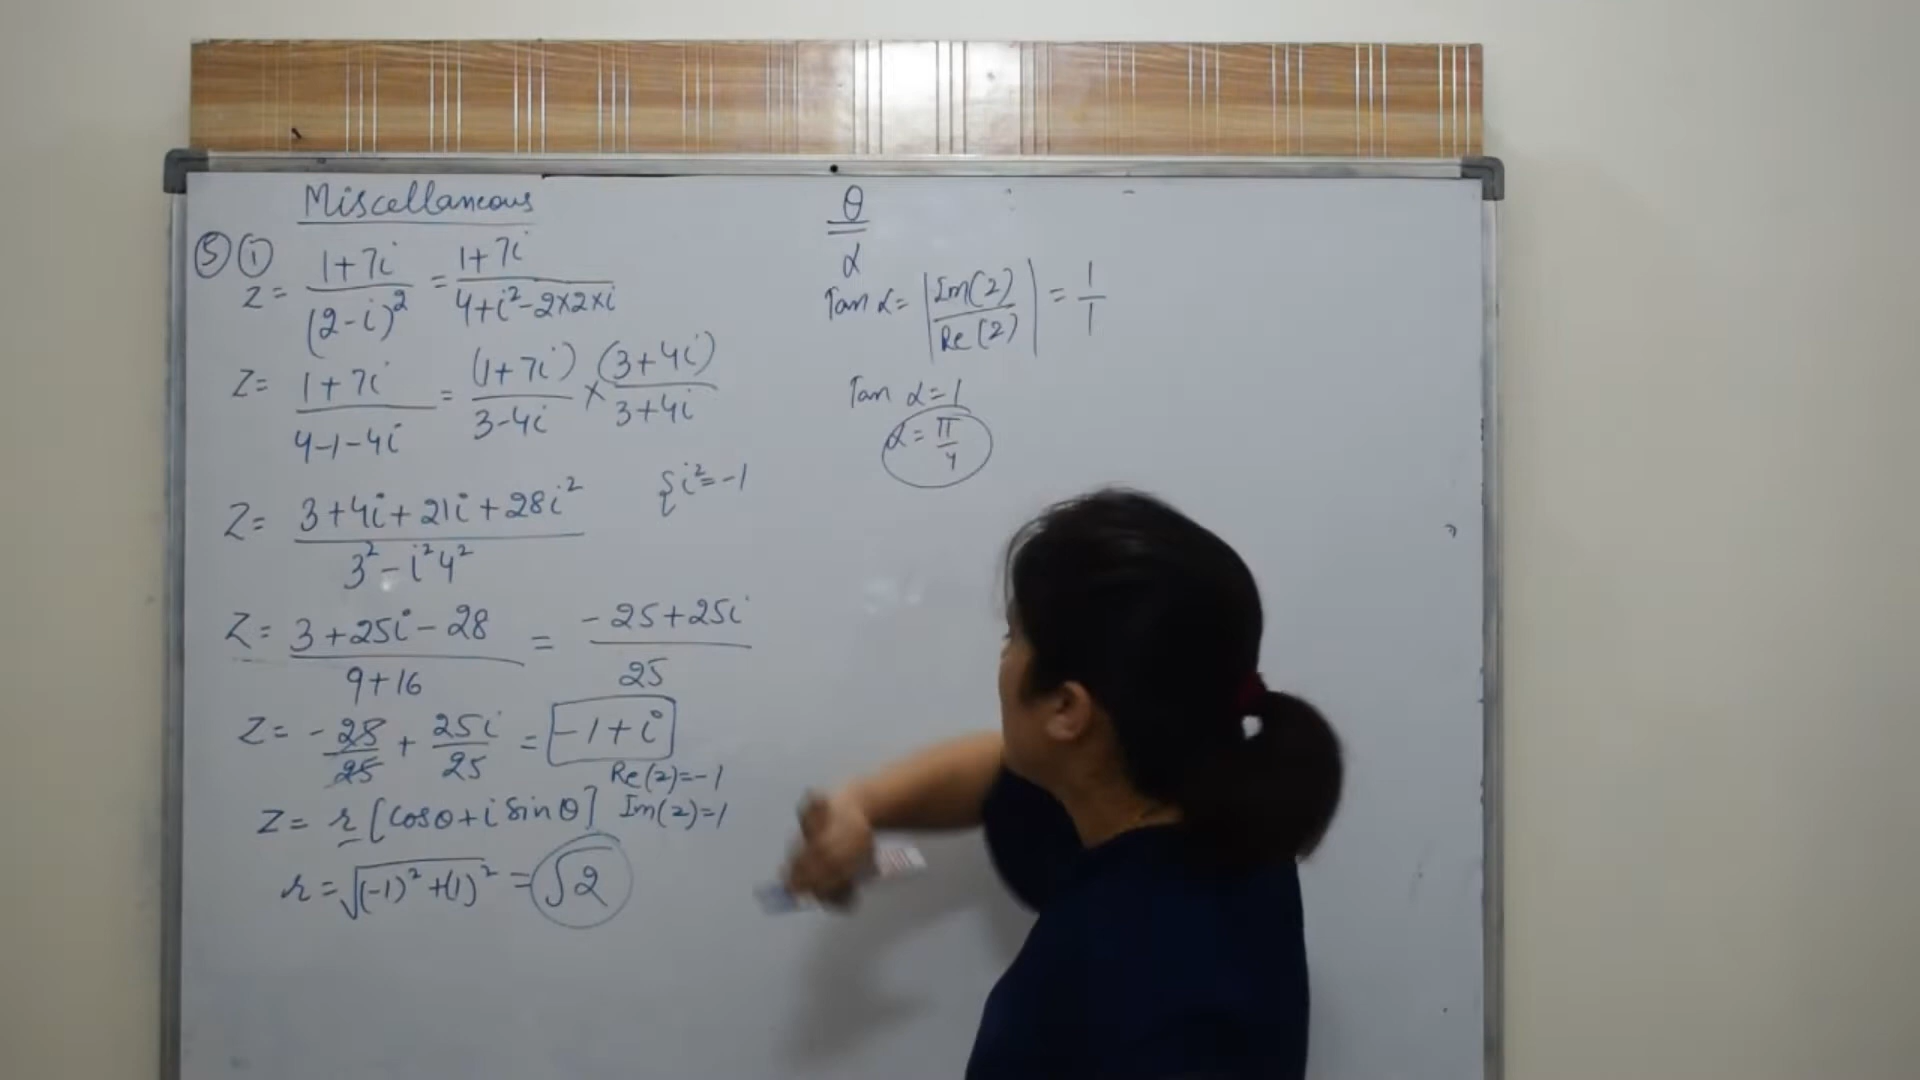 Miscellaneous
⑤ ① z = (1+7i)/(2-i)² = (1+7i)/(4+i²-2×2×i)
z = (1+7i)/(4-1-4i) = (1+7i)/(3-4i) × (3+4i)/(3+4i)
z = (3+4i+21i+28i²)/(3²-i²4²) {i²=-1
z = (3+25i-28)/(9+16) = (-25+25i)/25
z = -28/25 + 25i/25 = -1+i
Re(z)=-1
z = r[cosθ+i sinθ] Im(z)=1
r = √((-1)²+(1)²) = √2
θ
α
Tan α = |Im(z)/Re(z)| = 1/1
Tan α=1
α = π/4